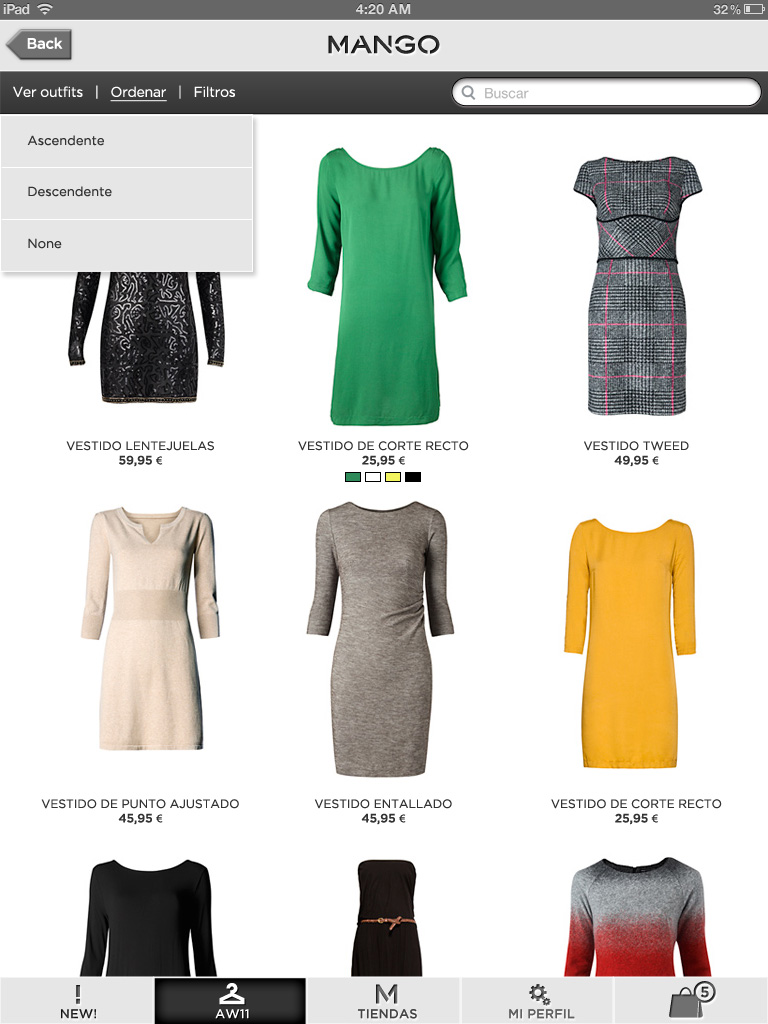 iPad 4:20 AM 32%
Back MANGO
Ver outfits | Ordenar | Filtros Buscar
Ascendente
Descendente
None
VESTIDO LENTEJUELAS
59,95 €
VESTIDO DE CORTE RECTO
25,95 €
VESTIDO TWEED
49,95 €
VESTIDO DE PUNTO AJUSTADO
45,95 €
VESTIDO ENTALLADO
45,95 €
VESTIDO DE CORTE RECTO
25,95 €
NEW!
AW11
TIENDAS
MI PERFIL
5